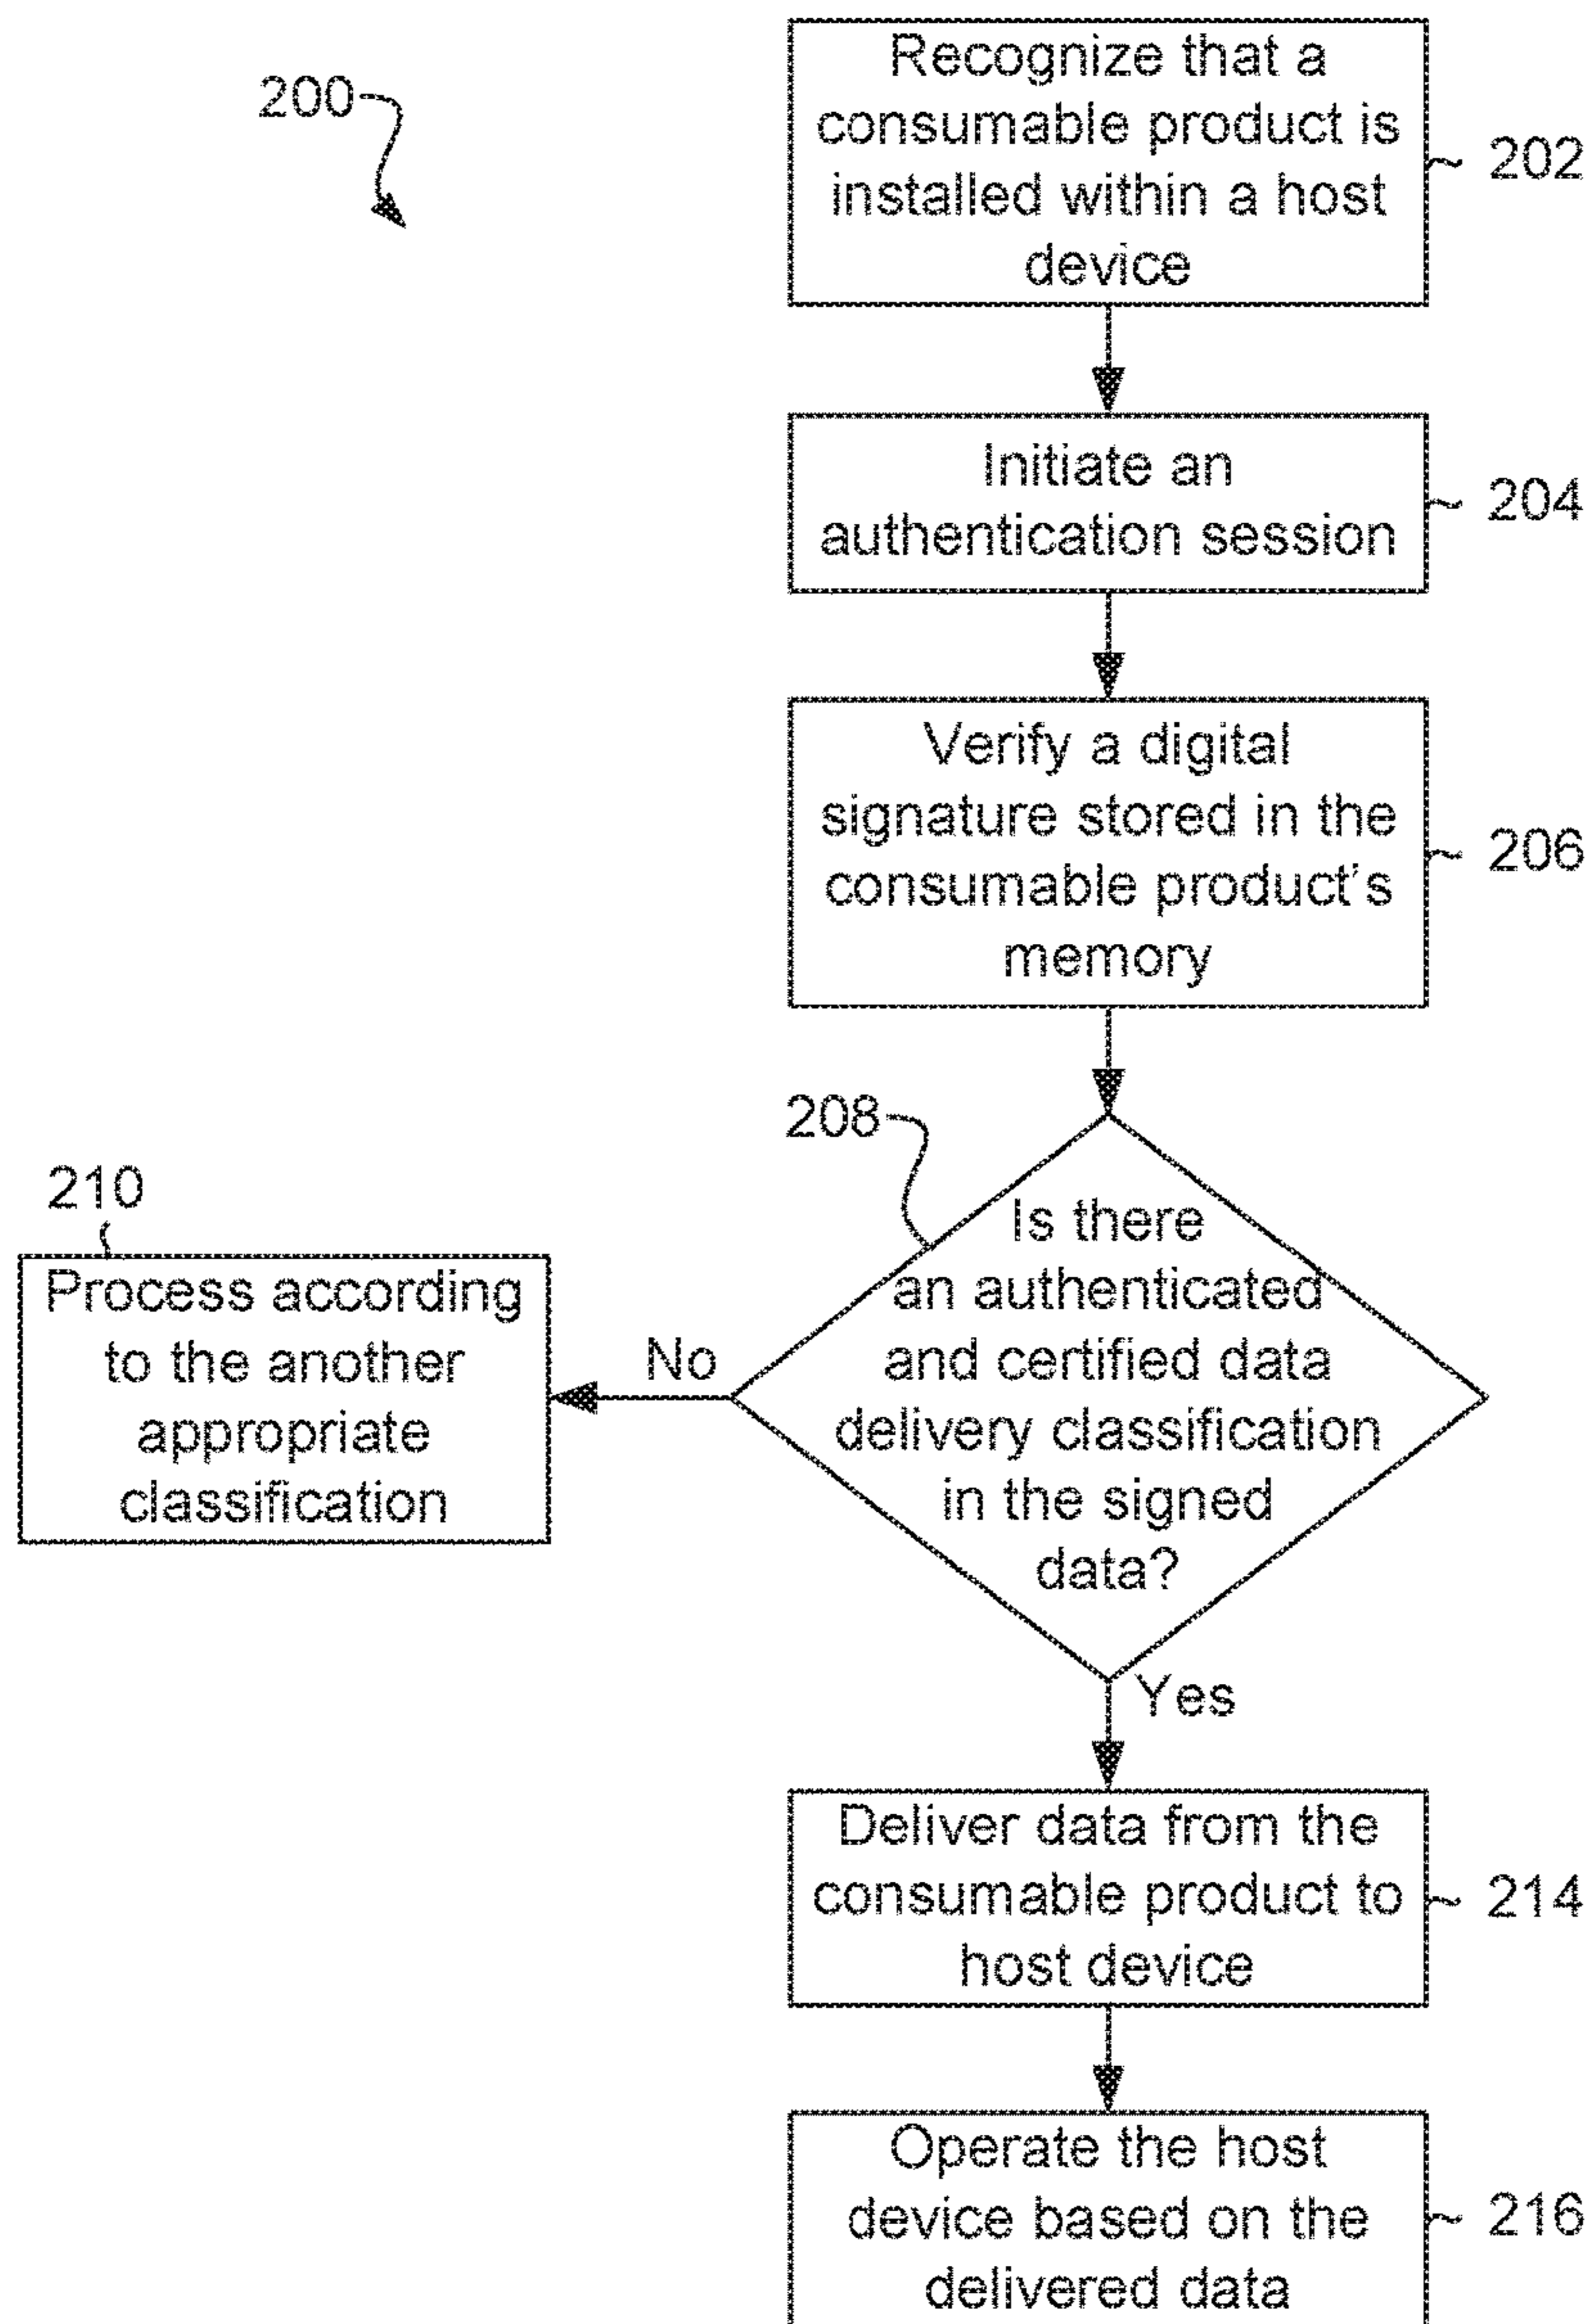 200
Recognize that a
consumable product is
installed within a host
device
202
Initiate an
authentication session
204
Verify a digital
signature stored in the
consumable product's
memory
206
208
Is there
an authenticated
and certified data
delivery classification
in the signed
data?
210
Process according
to the another
appropriate
classification
No
Yes
Deliver data from the
consumable product to
host device
214
Operate the host
device based on the
delivered data
216